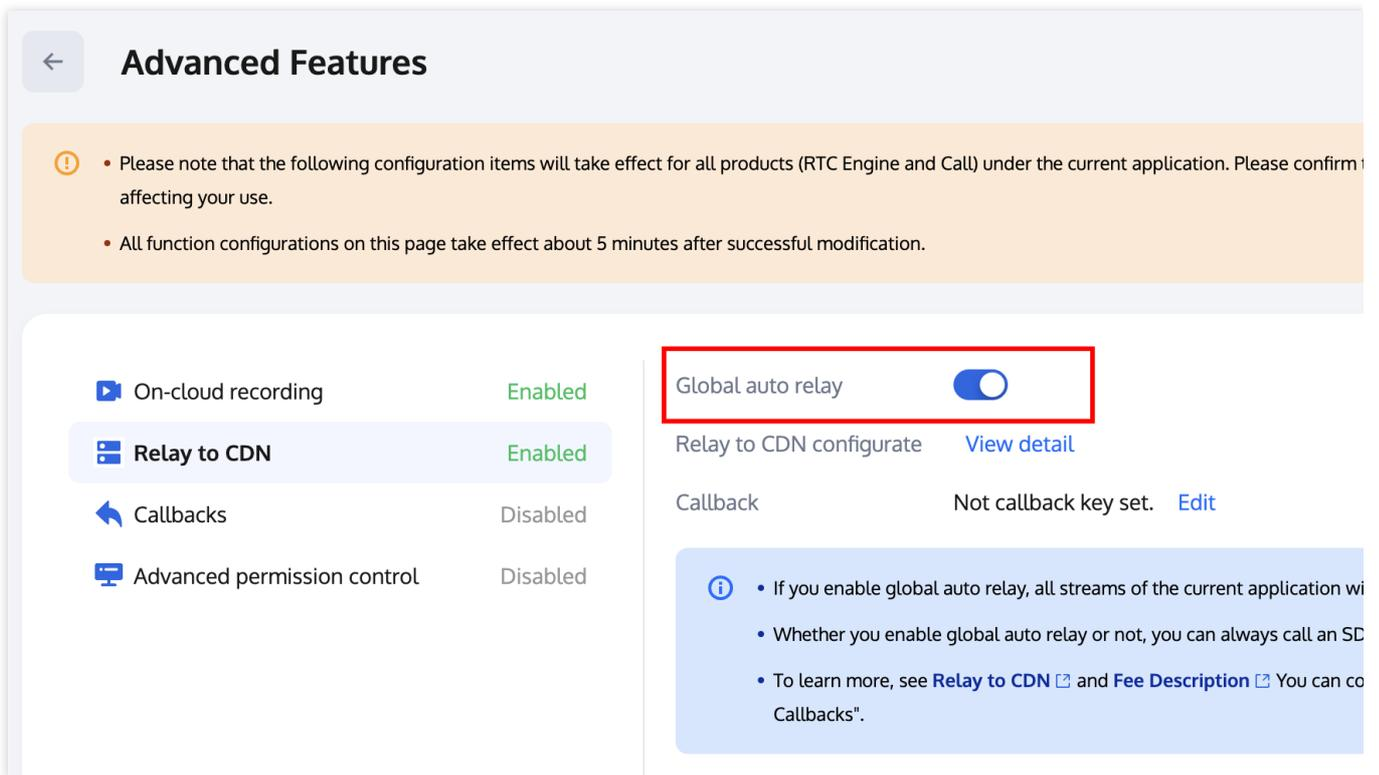 Advanced Features
Please note that the following configuration items will take effect for all products (RTC Engine and Call) under the current application. Please confirm
affecting your use.
All function configurations on this page take effect about 5 minutes after successful modification.
On-cloud recording Enabled
Relay to CDN Enabled
Callbacks Disabled
Advanced permission control Disabled
Global auto relay
Relay to CDN configurate View detail
Callback Not callback key set. Edit
If you enable global auto relay, all streams of the current application
Whether you enable global auto relay or not, you can always call an
To learn more, see Relay to CDN and Fee Description You can
Callbacks".